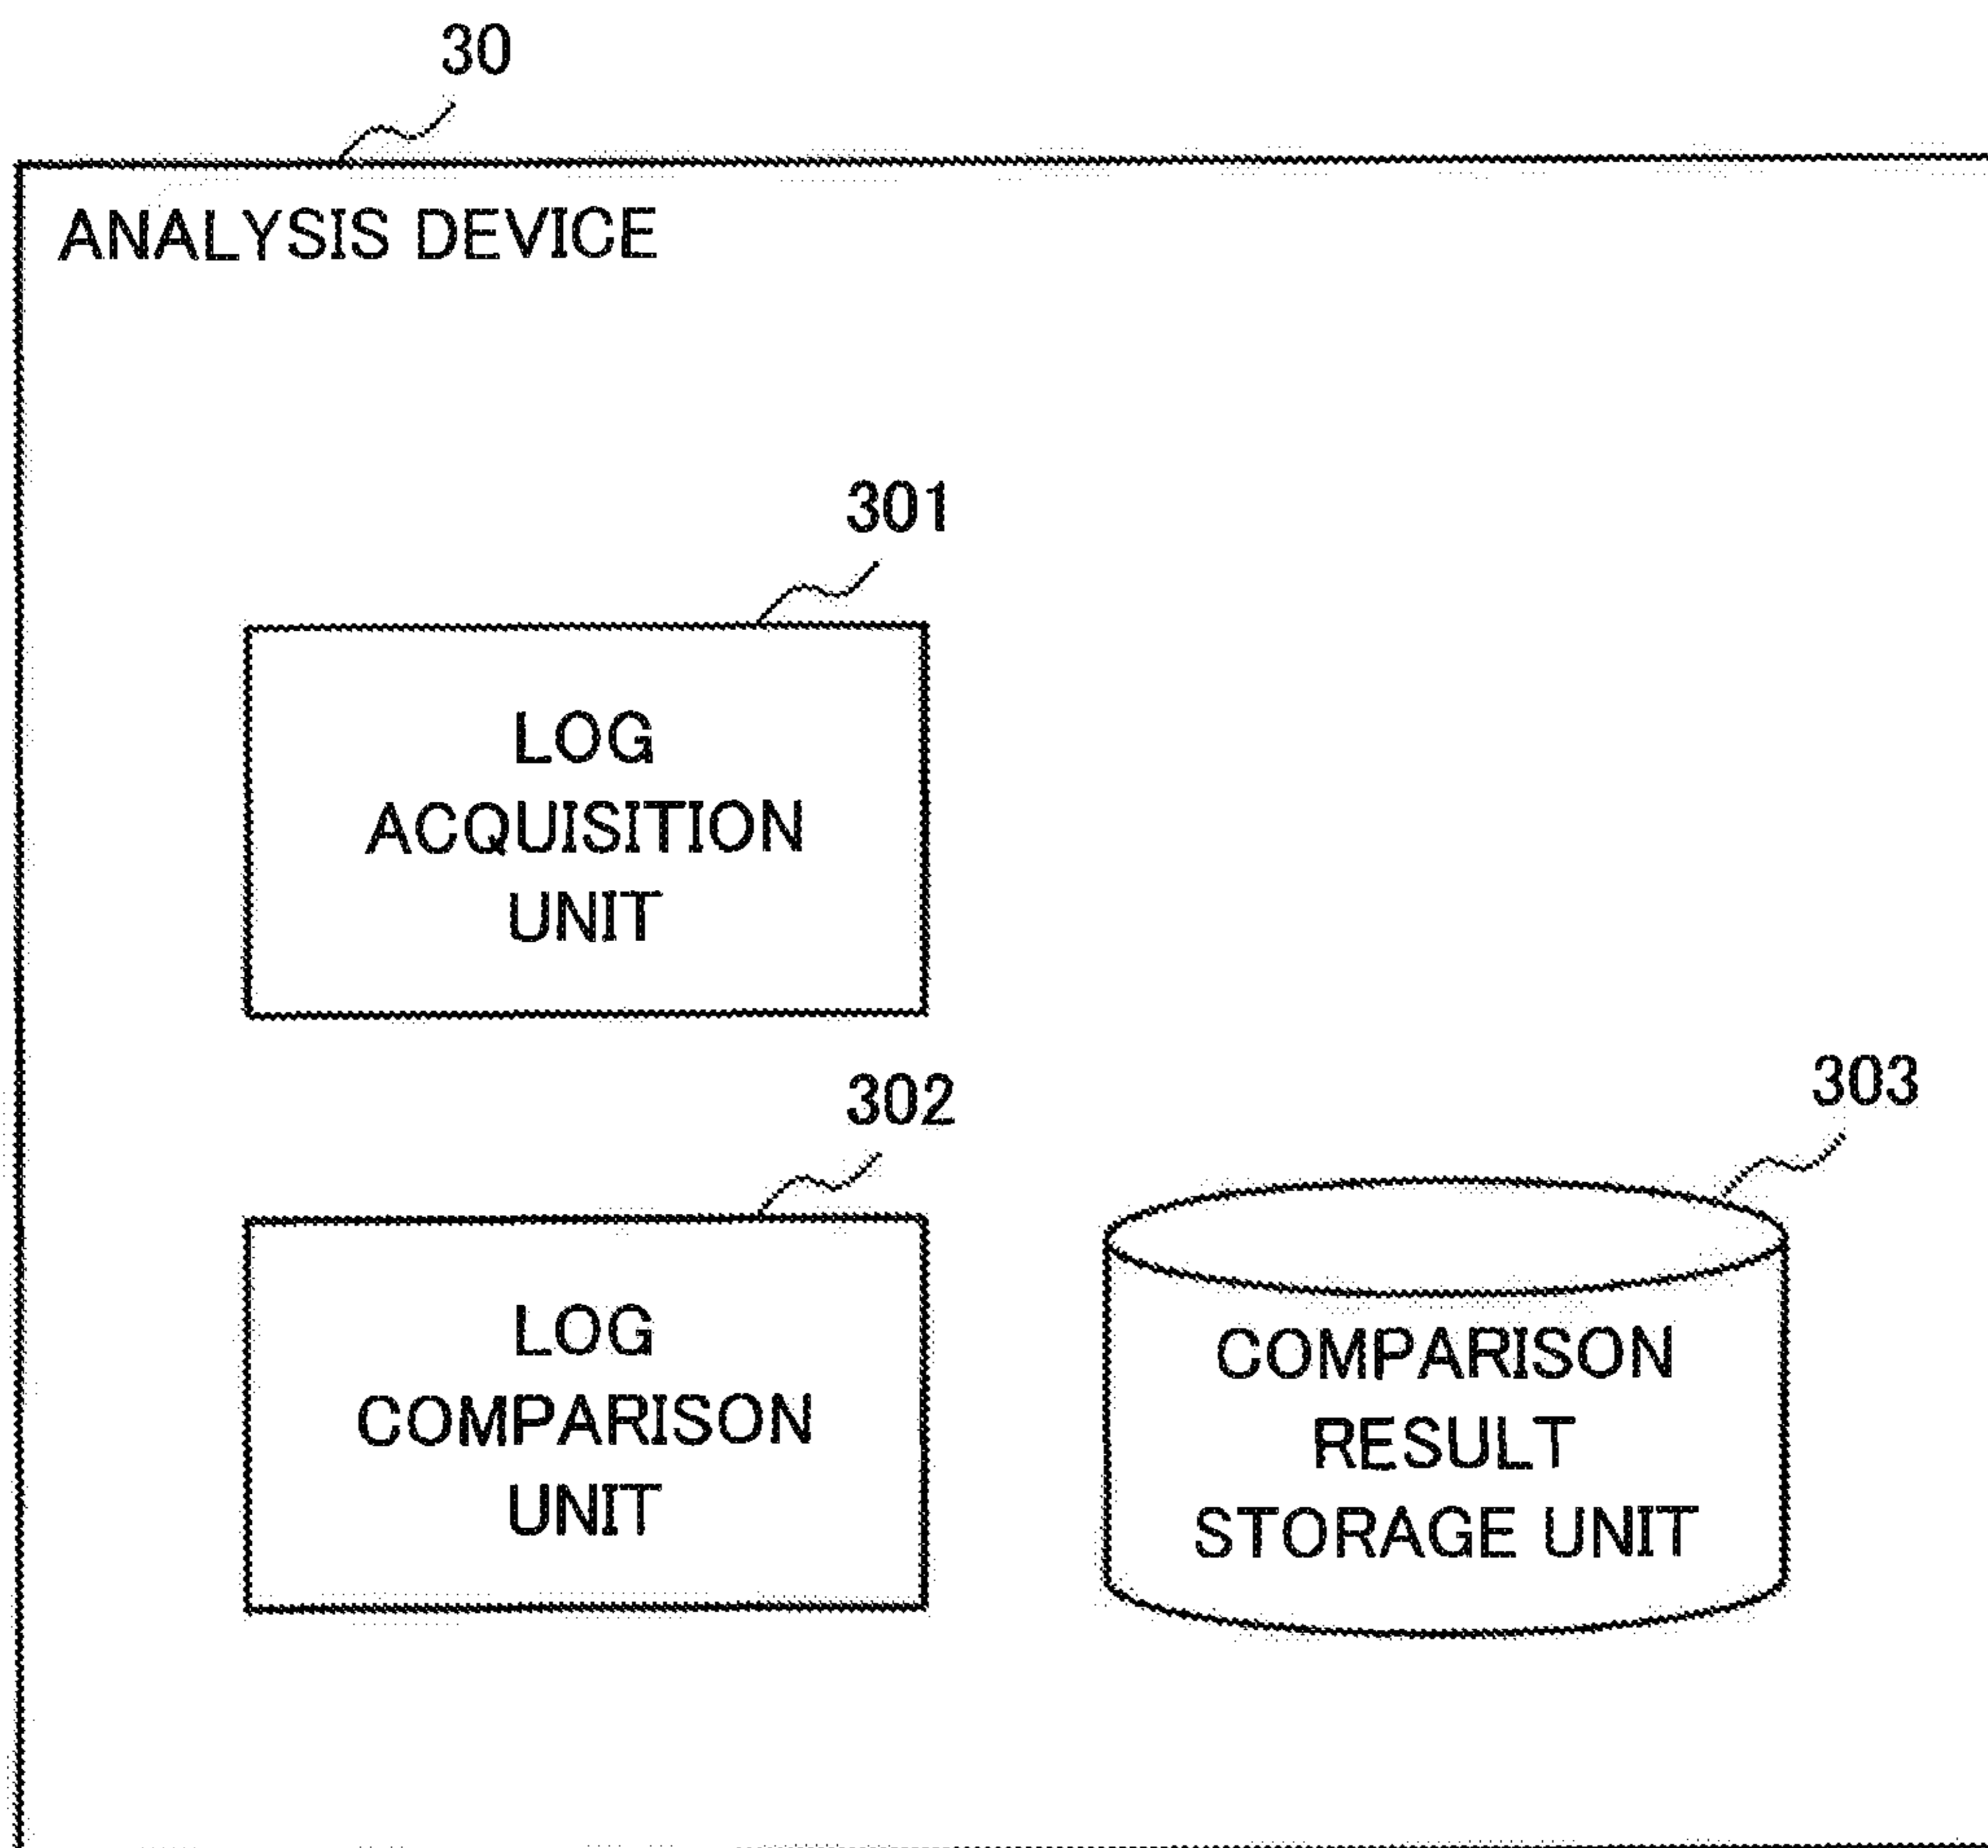 30
ANALYSIS DEVICE
301
LOG
ACQUISITION
UNIT
302
LOG
COMPARISON
UNIT
303
COMPARISON
RESULT
STORAGE UNIT